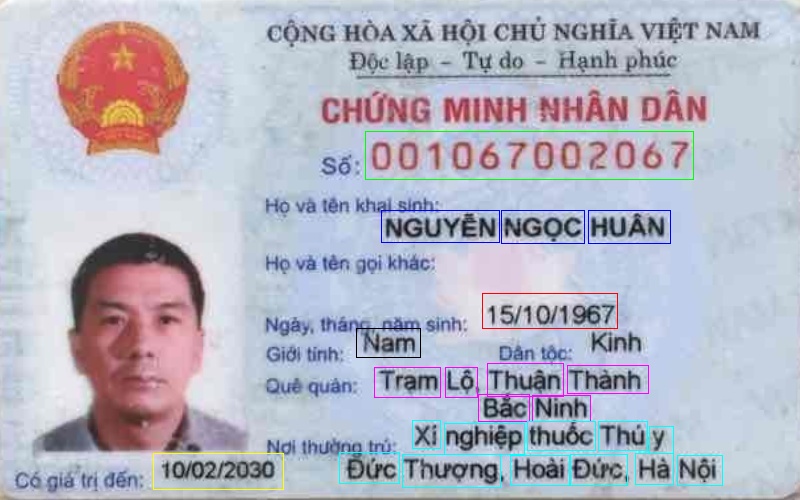 CỘNG HÒA XÃ HỘI CHỦ NGHĨA VIỆT NAM
Độc lập - Tự do - Hạnh phúc
CHỨNG MINH NHÂN DÂN
Số: 001067002067
Họ và tên khai sinh:
NGUYỄN NGỌC HUÂN
Họ và tên gọi khác:
Ngày, tháng, năm sinh: 15/10/1967
Giới tính: Nam Dân tộc: Kinh
Quê quán: Trạm Lộ, Thuận Thành
Bắc Ninh
Nơi thường trú: Xí nghiệp thuốc Thú y
Đức Thượng, Hoài Đức, Hà Nội
Có giá trị đến: 10/02/2030